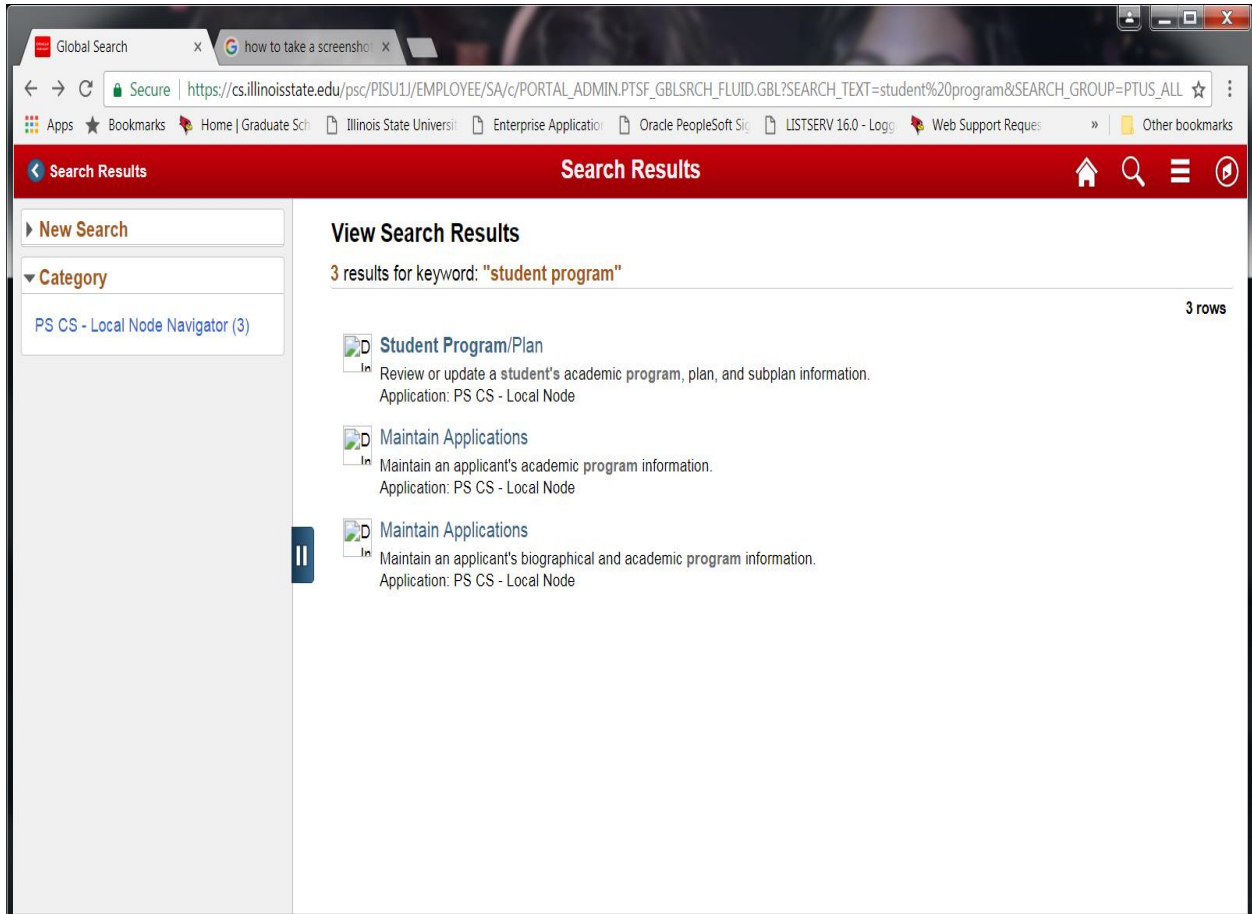 Global Search
how to take a screenshot
Secure | https://cs.illinoisstate.edu/psc/PISU1J/EMPLOYEE/SA/c/PORTAL_ADMIN.PTSF_GBLSRCH_FLUID.GBL?SEARCH_TEXT=student%20program&SEARCH_GROUP=PTUS_ALL
Apps Bookmarks Home | Graduate Sch Illinois State Universit Enterprise Application Oracle PeopleSoft Sig LISTSERV 16.0 - Logg Web Support Reques » Other bookmarks
Search Results
Search Results
New Search
Category
PS CS - Local Node Navigator (3)
View Search Results
3 results for keyword: "student program"
3 rows
D
In
Student Program/Plan
Review or update a student's academic program, plan, and subplan information.
Application: PS CS - Local Node
D
In
Maintain Applications
Maintain an applicant's academic program information.
Application: PS CS - Local Node
D
In
Maintain Applications
Maintain an applicant's biographical and academic program information.
Application: PS CS - Local Node